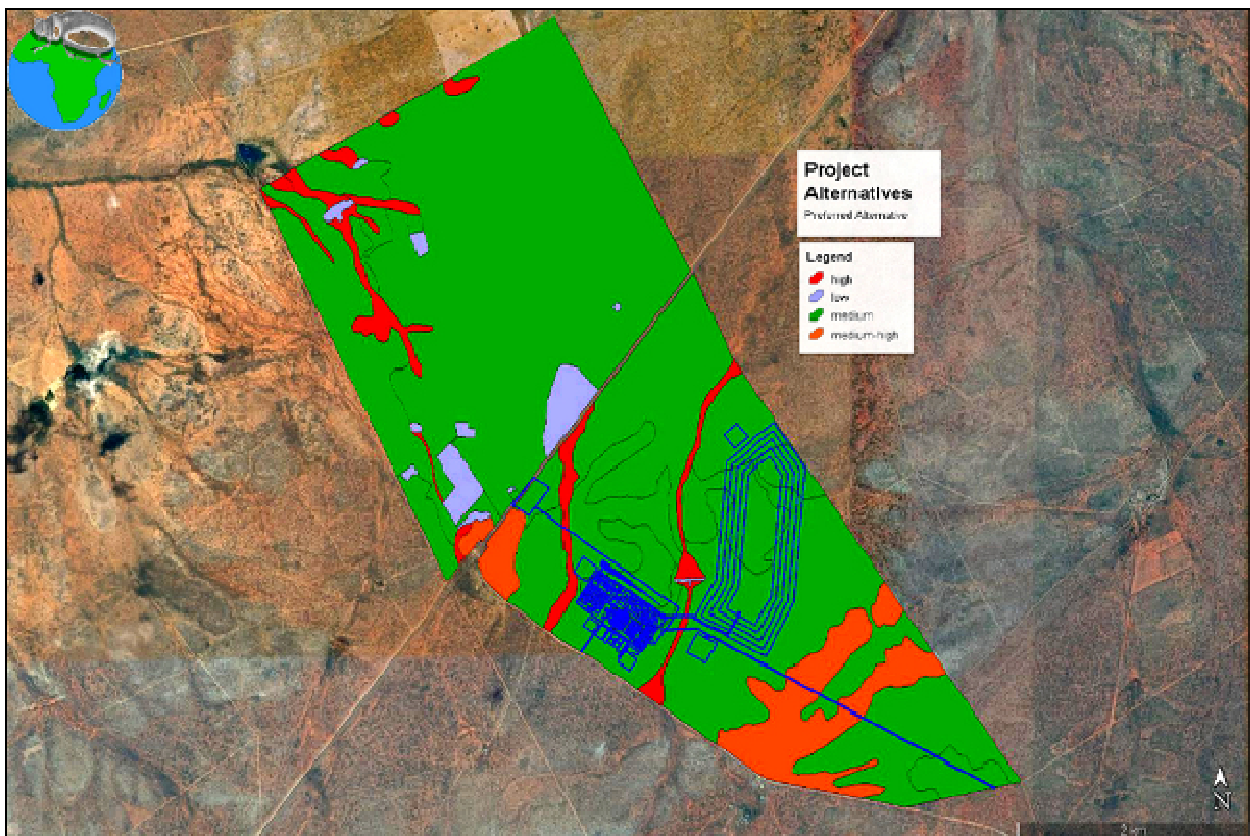 Project
Alternatives
Preferred Alternative
Legend
high
low
medium
medium-high
N